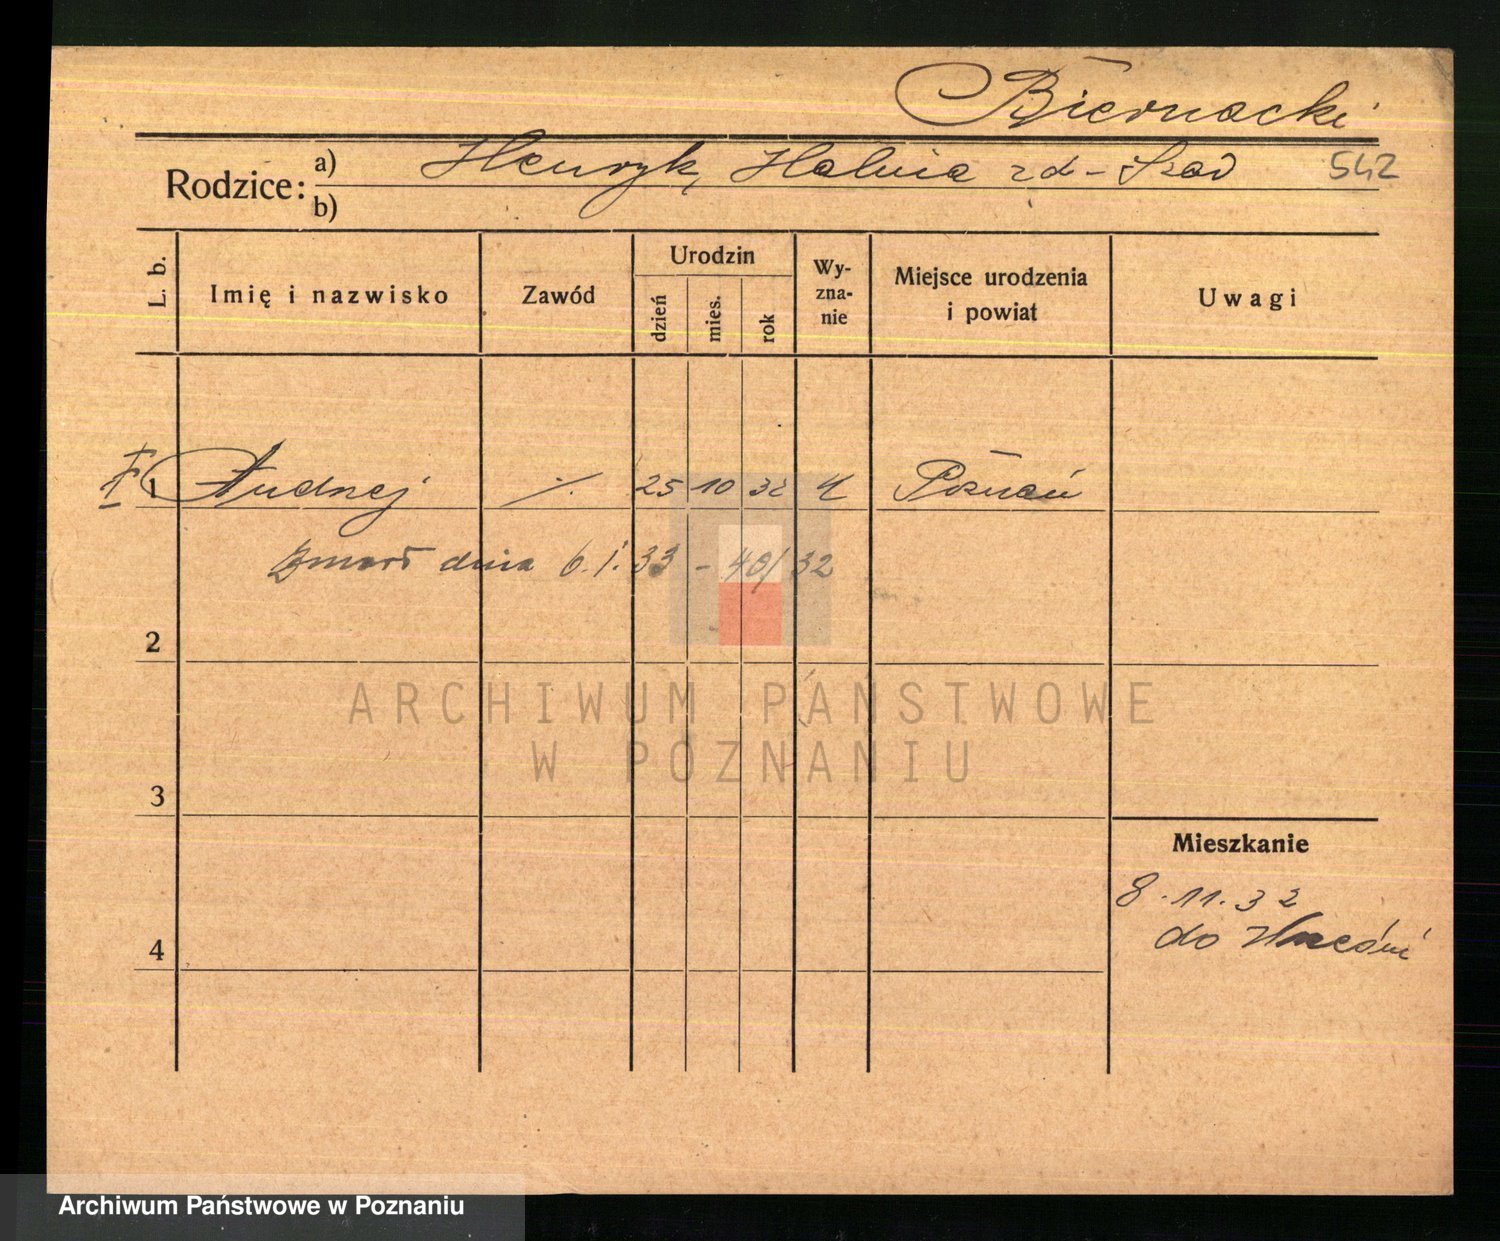 Biernacki
Rodzice: a) Henryk, Halina zd - Szad 542
b)
L. b. Imię i nazwisko Zawód Urodzin dzień mies. rok Wy-zna-nie Miejsce urodzenia i powiat Uwagi
1 Andrzej ./. 25 10 32 Poznań
Zmarł dnia 6.1.33 - 40/32
2
3
Mieszkanie
8.11.32
4
do
ARCHIWUM PAŃSTWOWE
W POZNANIU
Archiwum Państwowe w Poznaniu